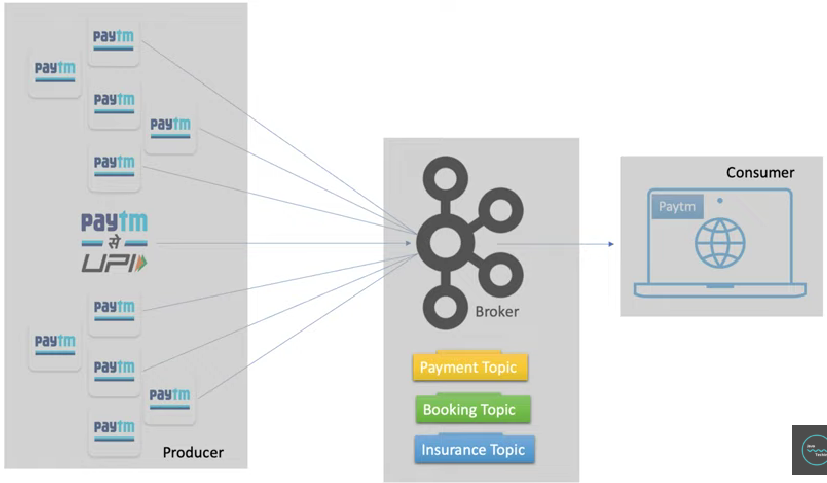 paytm
paytm
paytm
paytm
paytm
paytm
से
UPI
paytm
paytm
paytm
paytm
paytm
Producer
Broker
Payment Topic
Booking Topic
Insurance Topic
Consumer
Paytm